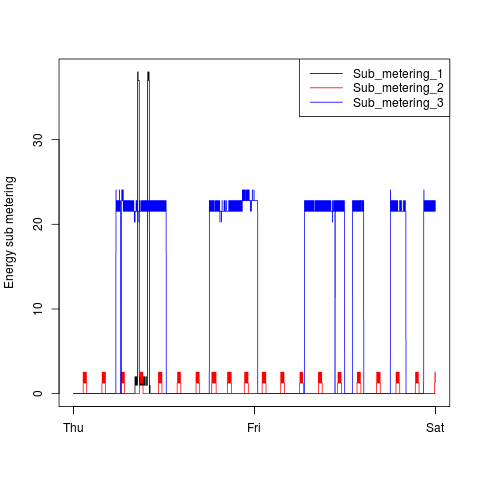 Sub_metering_1
Sub_metering_2
Sub_metering_3
Energy sub metering
30
20
10
0
Thu Fri Sat